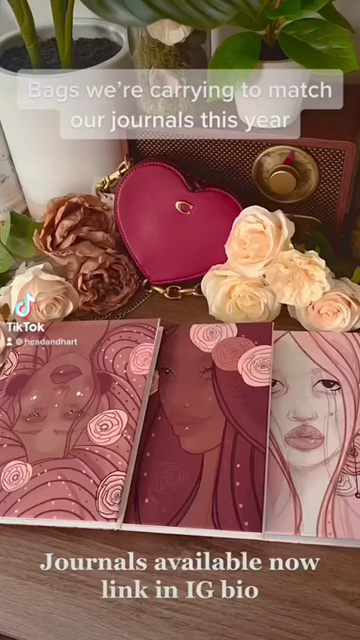 Bags we're carrying to match
our journals this year
C
TikTok
@headandhart
Journals available now
link in IG bio